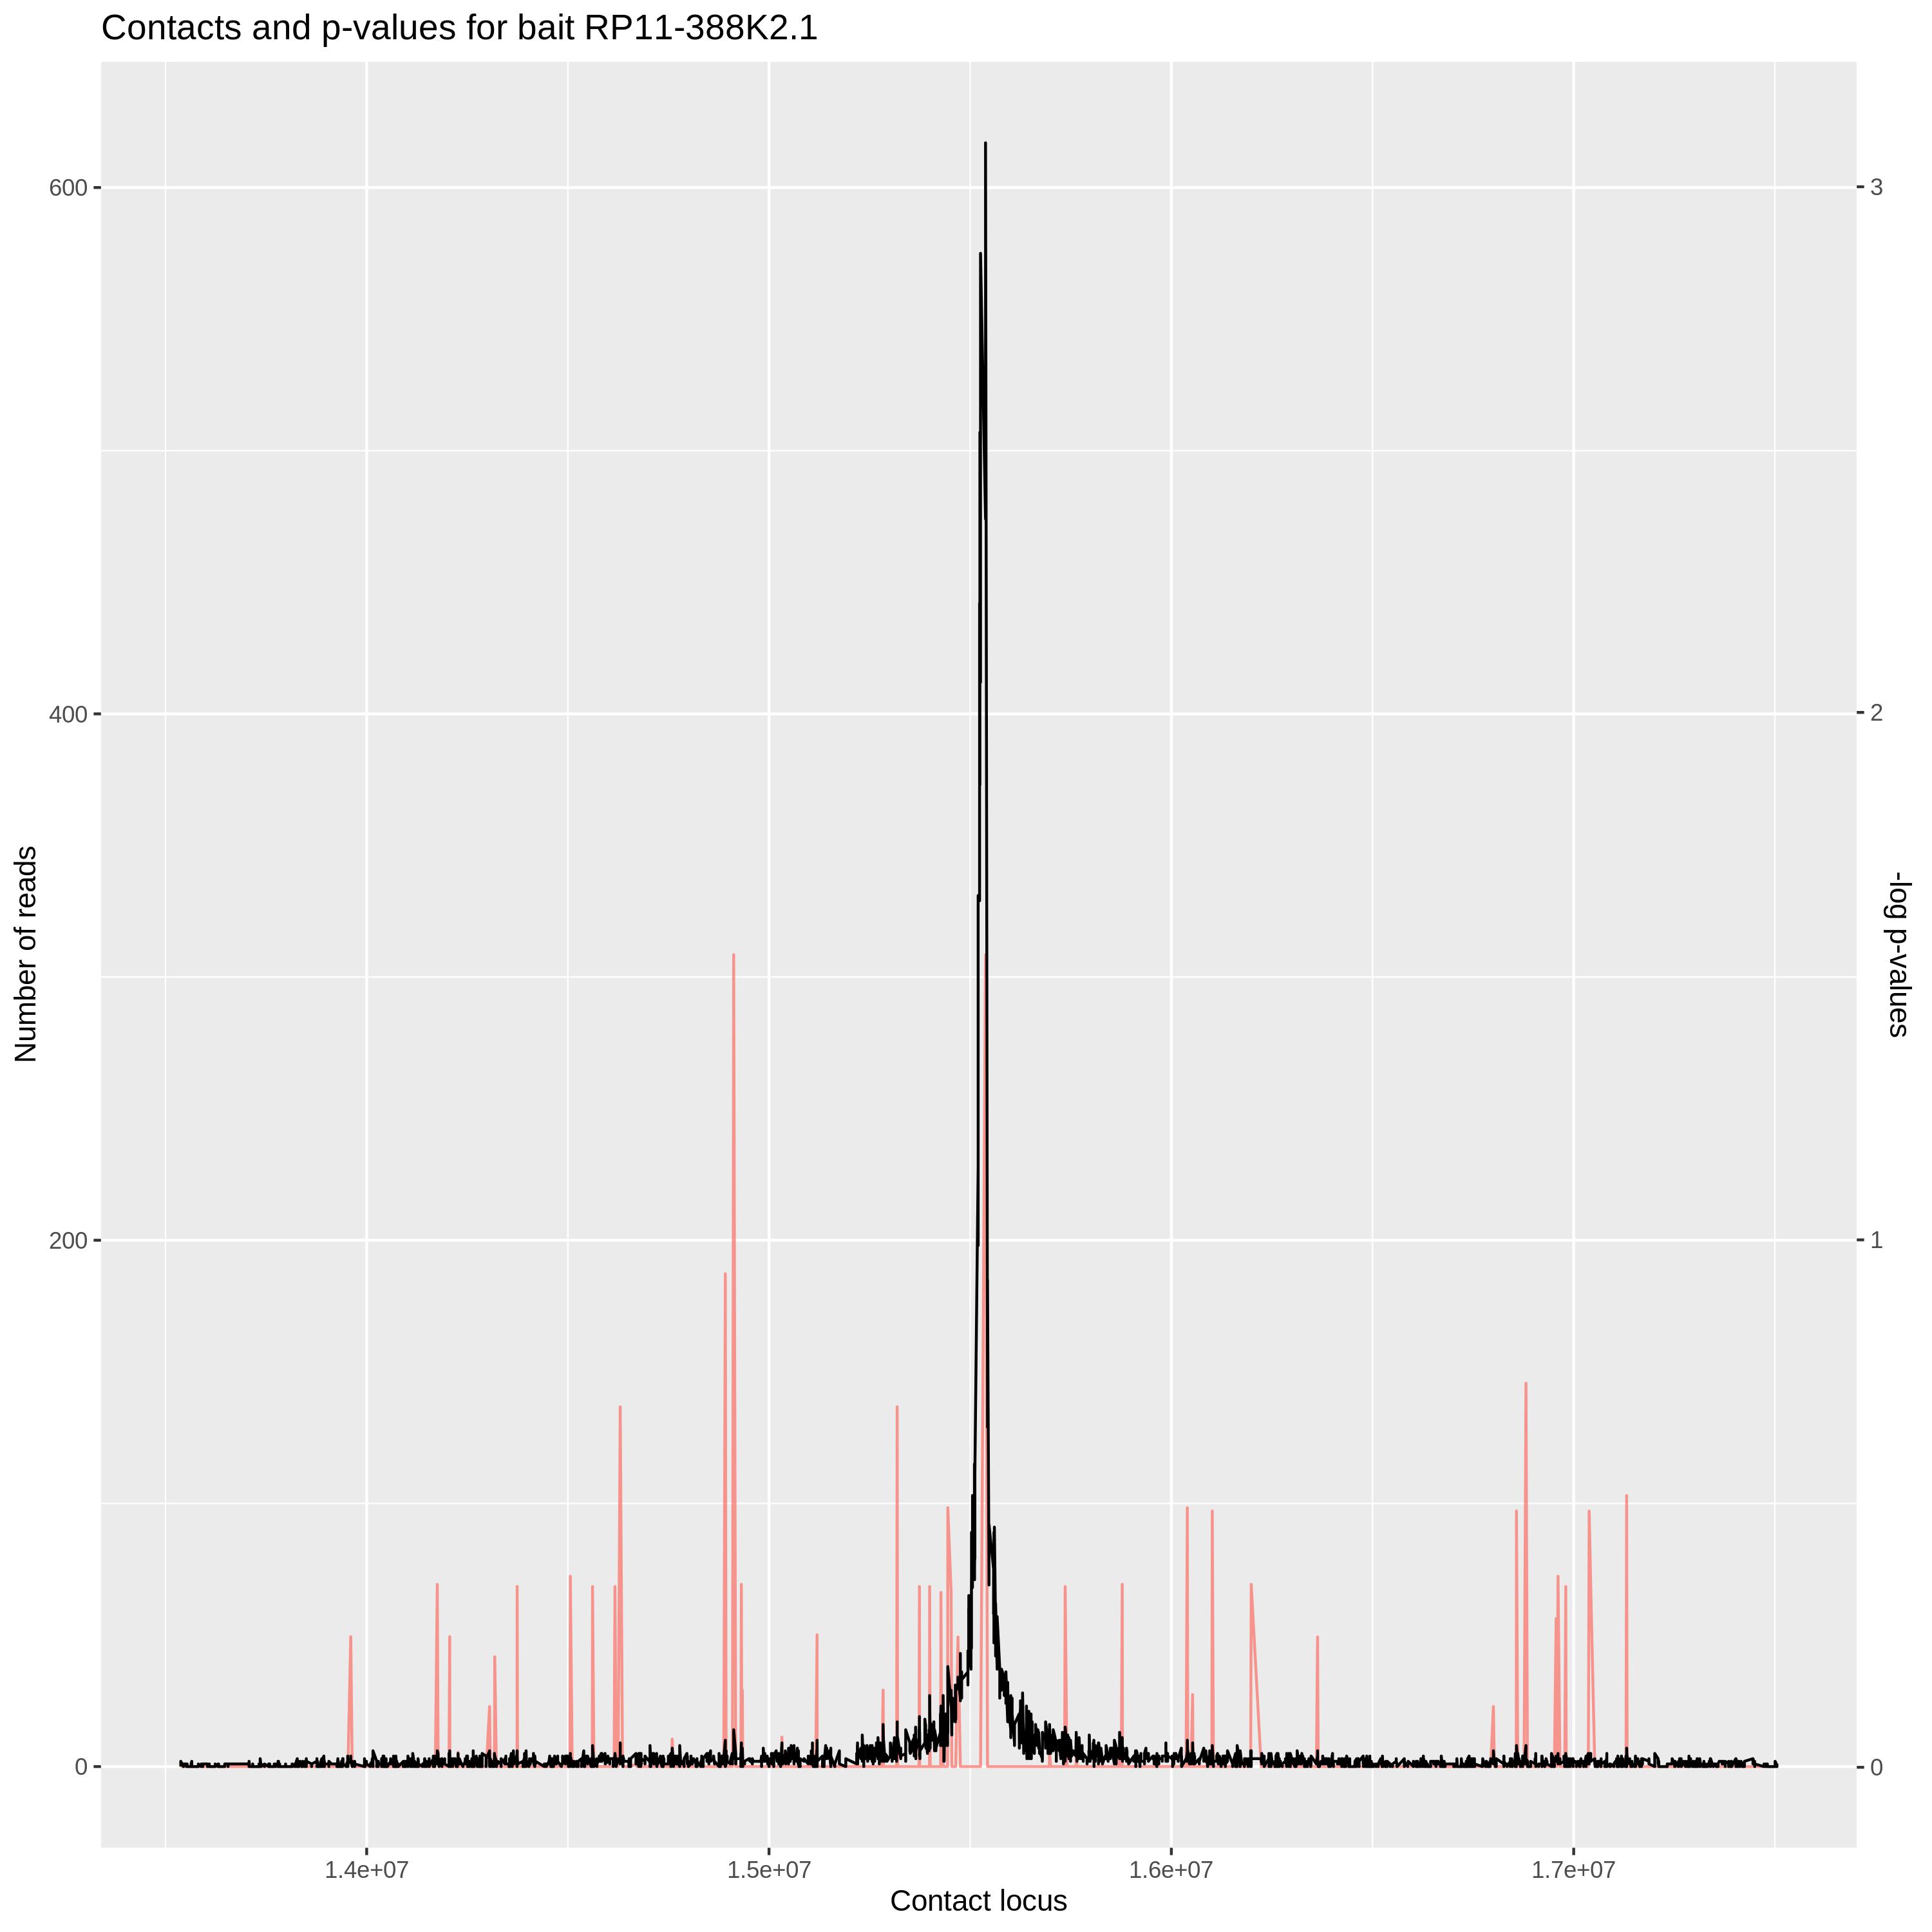 Contacts and p-values for bait RP11-388K2.1
600
400
200
0
3
2
1
0
Number of reads
-log p-values
1.4e+07
1.5e+07
1.6e+07
1.7e+07
Contact locus